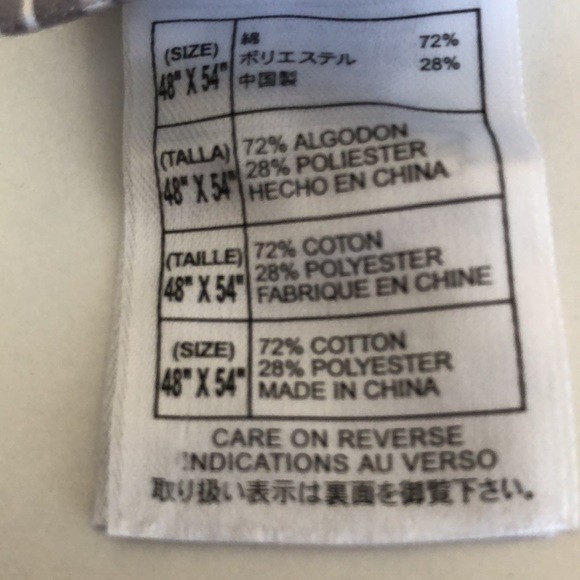 (SIZE)
48" X 54"
綿 72%
ポリエステル 28%
中国製
(TALLA)
48" X 54"
72% ALGODON
28% POLIESTER
HECHO EN CHINA
(TAILLE)
48" X 54"
72% COTON
28% POLYESTER
FABRIQUE EN CHINE
(SIZE)
48" X 54"
72% COTTON
28% POLYESTER
MADE IN CHINA
CARE ON REVERSE
INDICATIONS AU VERSO
取り扱い表示は裏面を御覧下さい。